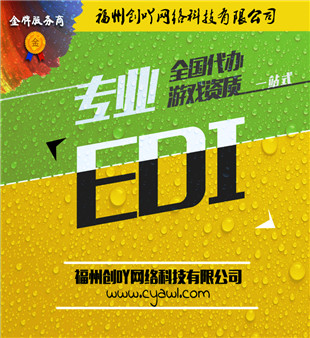 金牌服务商
福州创吖网络科技有限公司
金
专业!
全国代办
游戏资质
一站式
EDI
福州创吖网络科技有限公司
www.cyawl.com